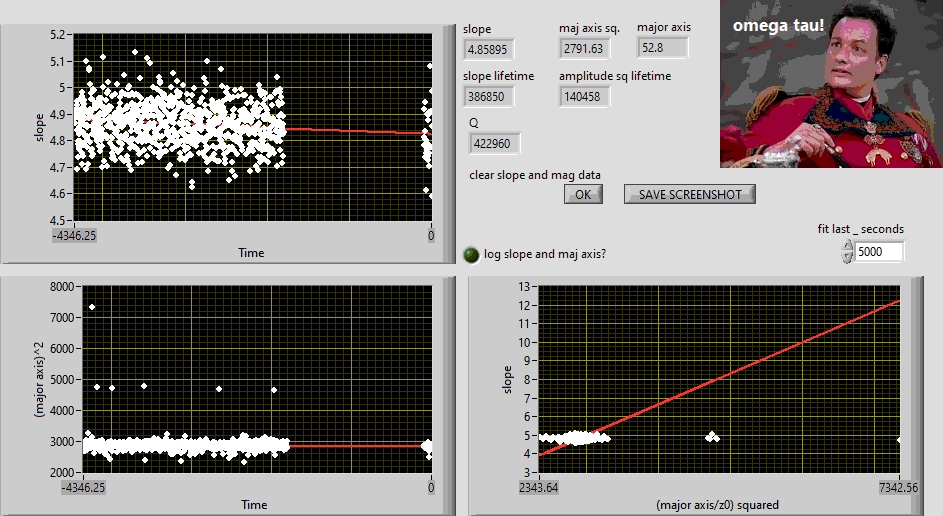 slope
maj axis sq.
major axis
4.85895
2791.63
52.8
slope lifetime
amplitude sq lifetime
386850
140458
Q
422960
clear slope and mag data
OK
SAVE SCREENSHOT
omega tau!
log slope and maj axis?
fit last _ seconds
5000
5.2
5.1
5
4.9
4.8
4.7
4.6
4.5
slope
-4346.25
0
Time
8000
7000
6000
5000
4000
3000
2000
(major axis)^2
-4346.25
0
Time
13
12
11
10
9
8
7
6
5
4
3
slope
2343.64
7342.56
(major axis/z0) squared